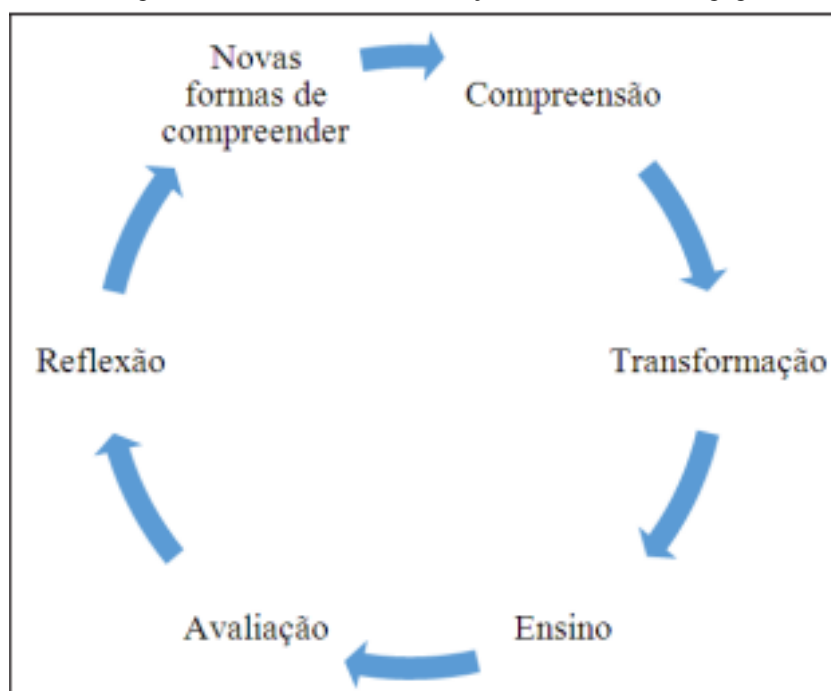 Novas
formas de
compreender
Compreensão
Transformação
Ensino
Avaliação
Reflexão